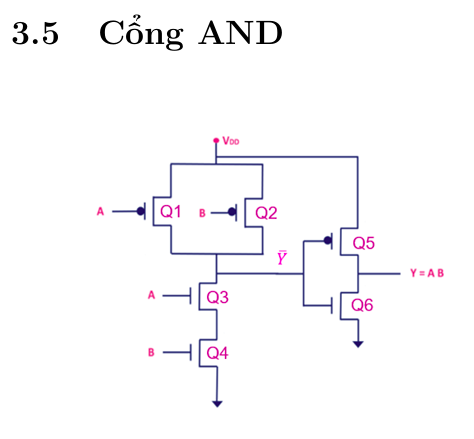 3.5 Cổng AND
VDD
A
Q1
B
Q2
Q5
Ȳ
Y = A B
A
Q3
Q6
B
Q4